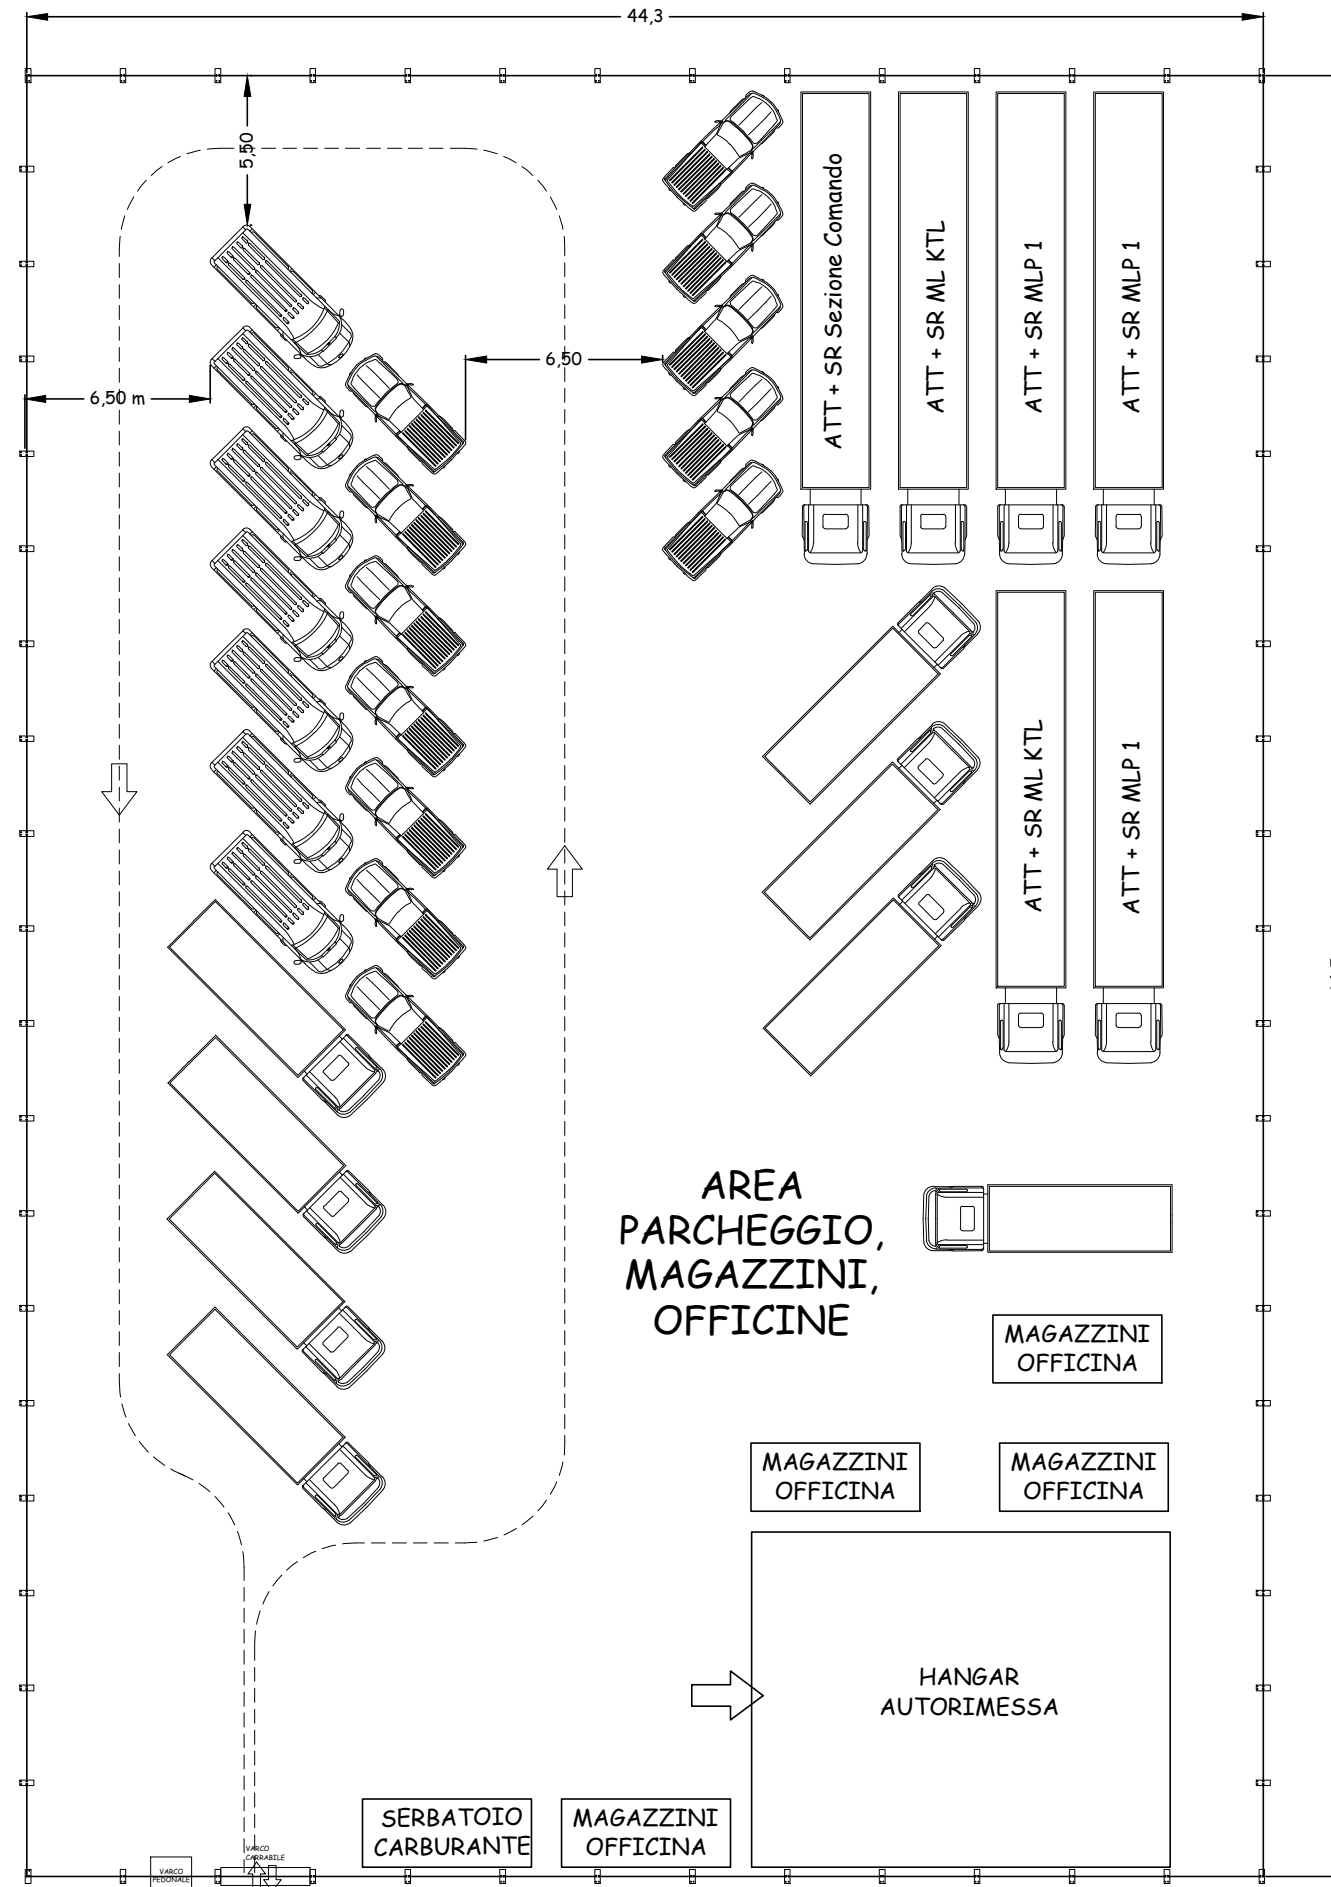 44,3
5,50
6,50
6,50 m
ATT + SR Sezione Comando
ATT + SR ML KTL
ATT + SR MLP 1
ATT + SR MLP 1
ATT + SR ML KTL
ATT + SR MLP 1
AREA
PARCHEGGIO,
MAGAZZINI,
OFFICINE
MAGAZZINI
OFFICINA
MAGAZZINI
OFFICINA
MAGAZZINI
OFFICINA
HANGAR
AUTORIMESSA
SERBATOIO
CARBURANTE
MAGAZZINI
OFFICINA
VARCO
CARRABILE
VARCO
PEDONALE